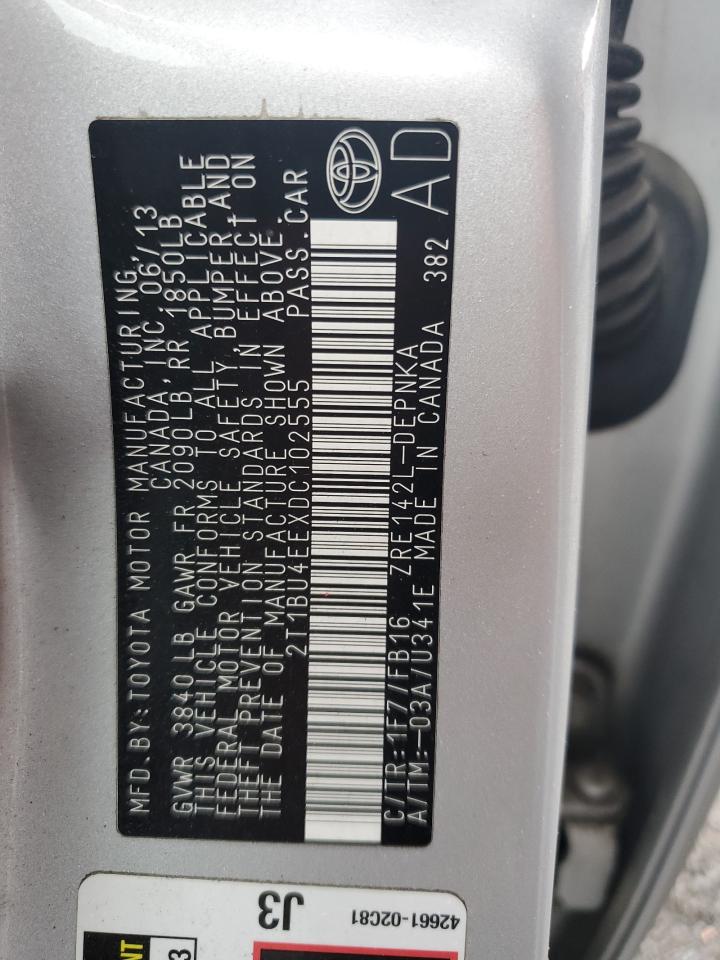 MFD.BY:TOYOTA MOTOR MANUFACTURING,
CANADA, INC. 06/13
GVWR 3840LB GAWR FR 2090LB, RR 1850LB
THIS VEHICLE CONFORMS TO ALL APPLICABLE
FEDERAL MOTOR VEHICLE SAFETY, BUMPER, AND
THEFT PREVENTION STANDARDS IN EFFECT ON
THE DATE OF MANUFACTURE SHOWN ABOVE.
2T1BU4EEXDC102555 PASS.CAR
C/TR:1F7/FB16 ZRE142L-DEPNKA
A/TM:-03A/U341E MADE IN CANADA 382
AD
J3
42661-02C81